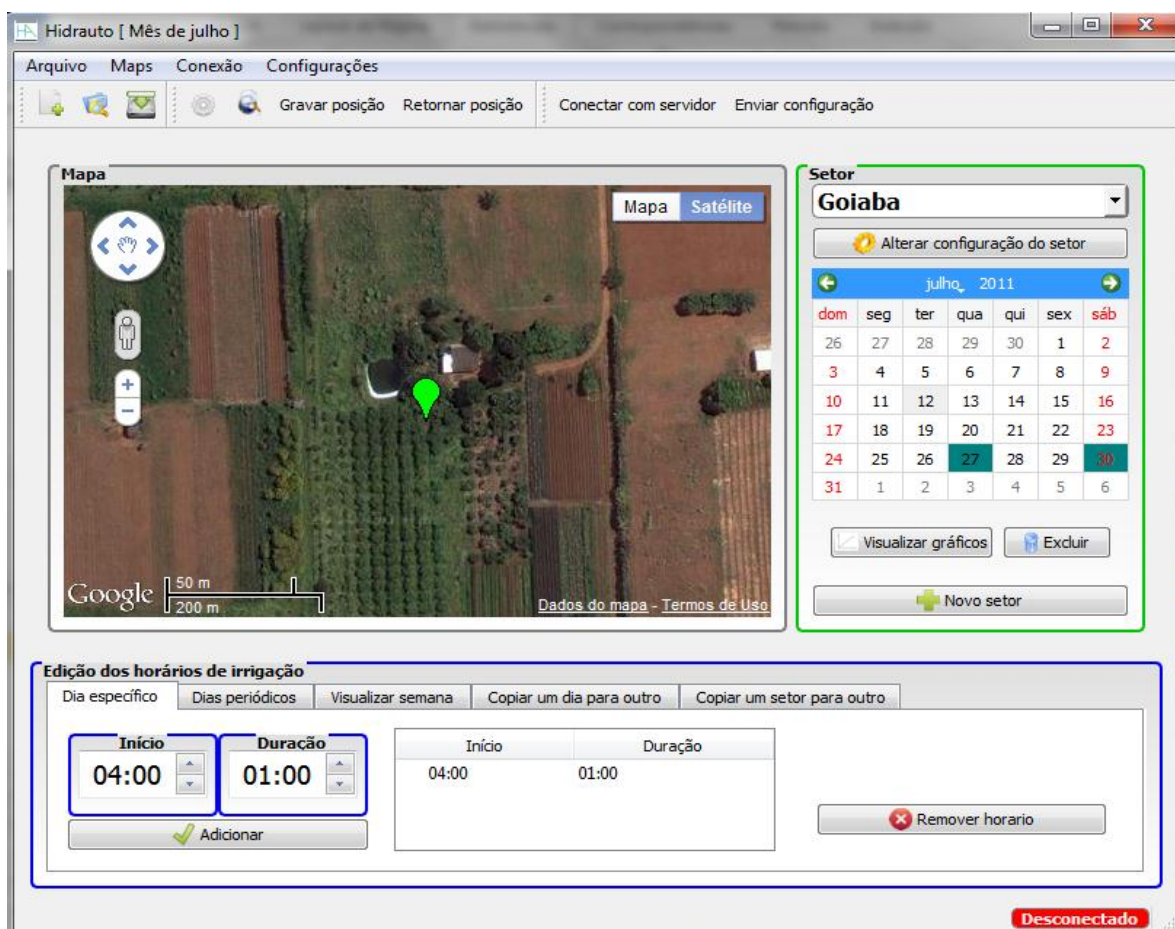 Hidrauto [ Mês de julho ]
Arquivo Maps Conexão Configurações
Gravar posição Retornar posição Conectar com servidor Enviar configuração
Mapa
Mapa Satélite
Google
50 m
200 m
Dados do mapa - Termos de Uso
Setor
Goiaba
Alterar configuração do setor
julho, 2011
dom seg ter qua qui sex sáb
26 27 28 29 30 1 2
3 4 5 6 7 8 9
10 11 12 13 14 15 16
17 18 19 20 21 22 23
24 25 26 27 28 29 30
31 1 2 3 4 5 6
Visualizar gráficos Excluir
Novo setor
Edição dos horários de irrigação
Dia específico Dias periódicos Visualizar semana Copiar um dia para outro Copiar um setor para outro
Início Duração
04:00 01:00
Adicionar
Início Duração
04:00 01:00
Remover horario
Desconectado